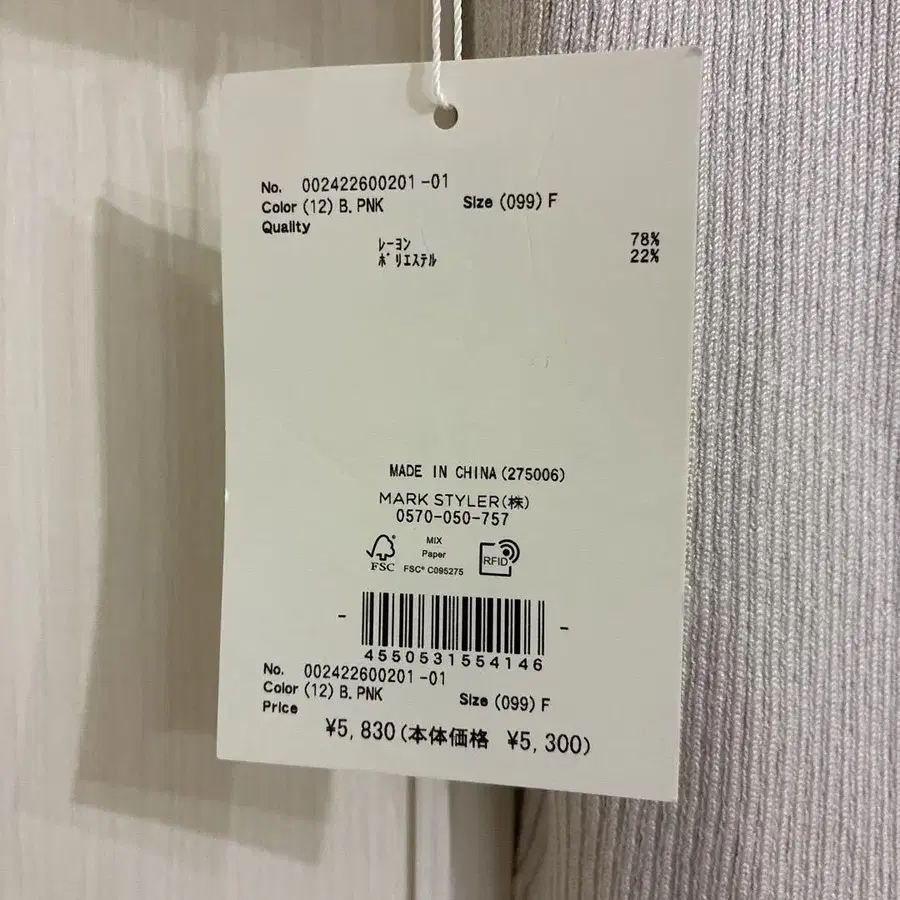 No. 002422600201-01
Color (12) B. PNK Size (099) F
Quality
レーヨン 78%
ポリエステル 22%
MADE IN CHINA (275006)
MARK STYLER(株)
0570-050-757
MIX
Paper
FSC FSC® C095275
RFID
4550531554146
No. 002422600201-01
Color (12) B. PNK Size (099) F
Price
¥5, 830 (本体価格 ¥5, 300)